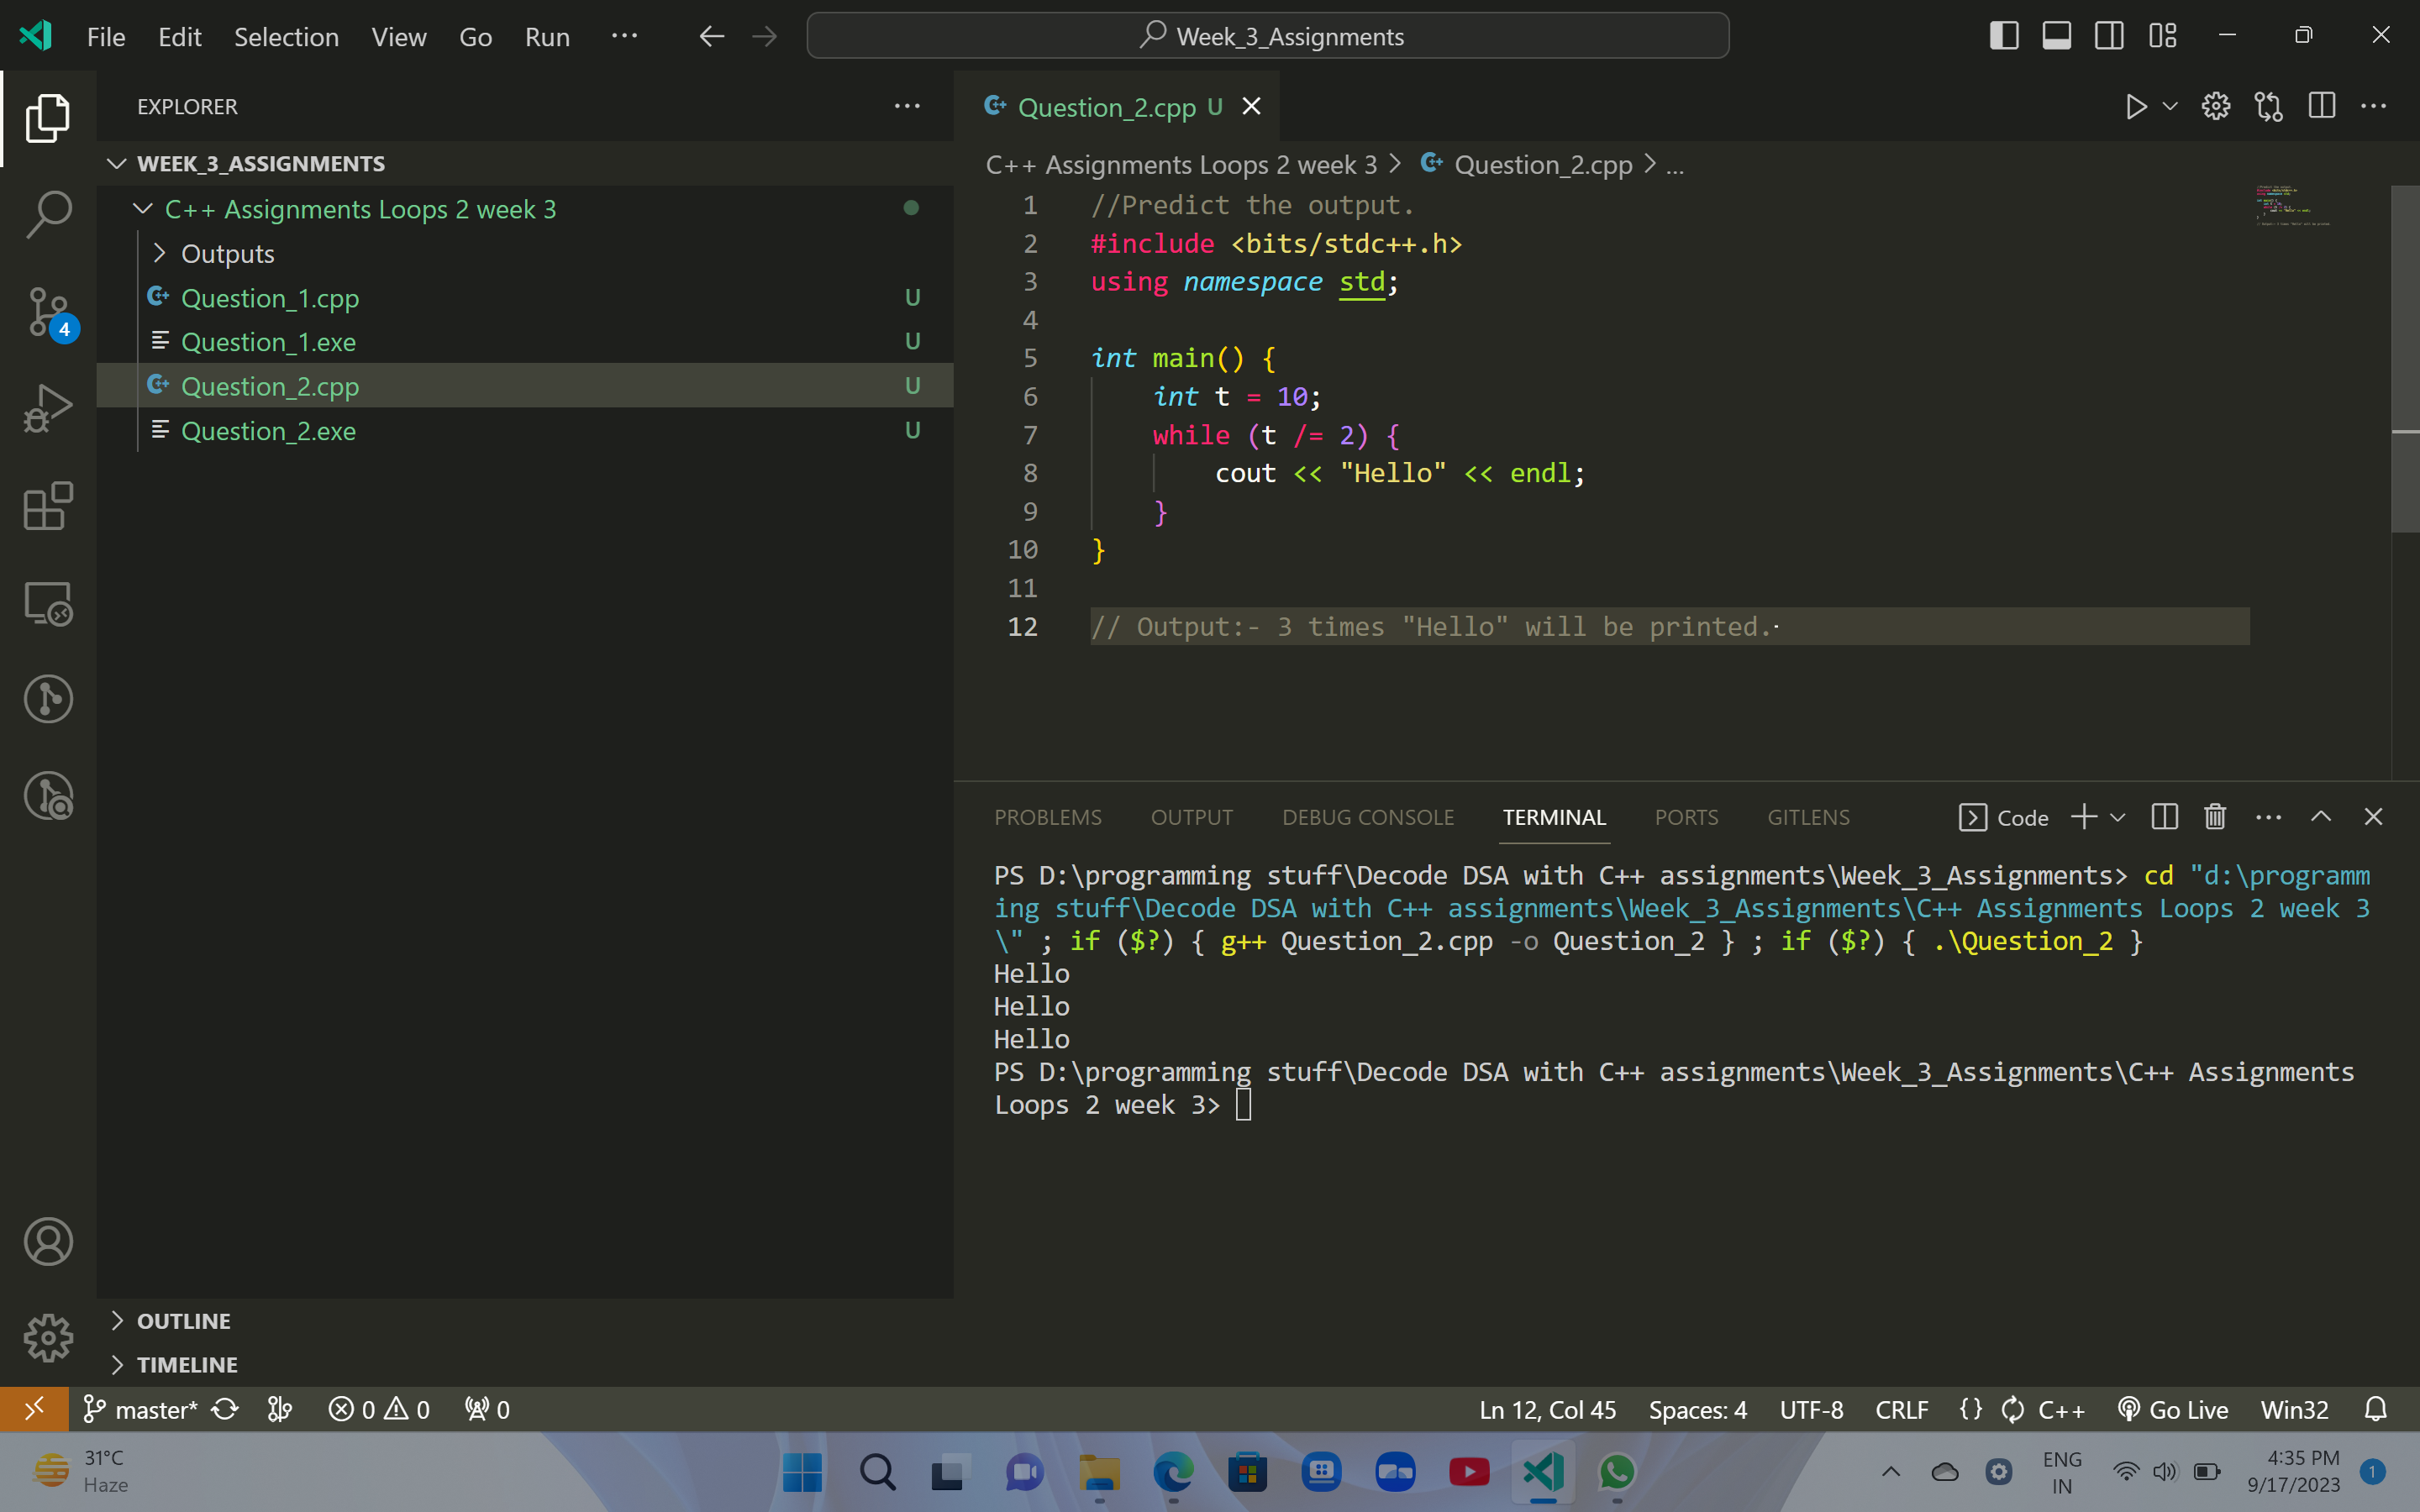 File Edit Selection View Go Run ···
Week_3_Assignments
EXPLORER
WEEK_3_ASSIGNMENTS
C++ Assignments Loops 2 week 3
Outputs
Question_1.cpp U
Question_1.exe U
Question_2.cpp U
Question_2.exe U
4
OUTLINE
TIMELINE
Question_2.cpp U
C++ Assignments Loops 2 week 3 > Question_2.cpp > ...
1 //Predict the output.
2 #include <bits/stdc++.h>
3 using namespace std;
4
5 int main() {
6 int t = 10;
7 while (t /= 2) {
8 cout << "Hello" << endl;
9 }
10 }
11
12 // Output:- 3 times "Hello" will be printed.
PROBLEMS OUTPUT DEBUG CONSOLE TERMINAL PORTS GITLENS Code
PS D:\programming stuff\Decode DSA with C++ assignments\Week_3_Assignments> cd "d:\programm
ing stuff\Decode DSA with C++ assignments\Week_3_Assignments\C++ Assignments Loops 2 week 3
\" ; if ($?) { g++ Question_2.cpp -o Question_2 } ; if ($?) { .\Question_2 }
Hello
Hello
Hello
PS D:\programming stuff\Decode DSA with C++ assignments\Week_3_Assignments\C++ Assignments
Loops 2 week 3>
master* 0 0 0 Ln 12, Col 45 Spaces: 4 UTF-8 CRLF {} C++ Go Live Win32
31°C
Haze
ENG
IN
4:35 PM
9/17/2023
1